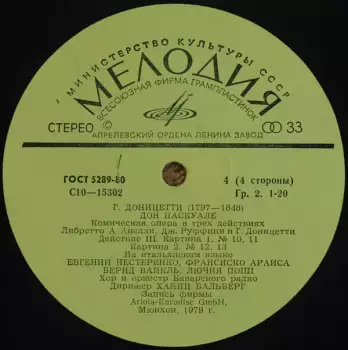 МИНИСТЕРСТВО КУЛЬТУРЫ СССР
МЕЛОДИЯ
ВСЕСОЮЗНАЯ ФИРМА ГРАМПЛАСТИНОК
СТЕРЕО
33
АПРЕЛЕВСКИЙ ОРДЕНА ЛЕНИНА ЗАВОД
ГОСТ 5289-80
4 (4 стороны)
С10—15302
Гр. 2. 1-20
Г. ДОНИЦЕТТИ (1797—1848)
ДОН ПАСКУАЛЕ
Комическая опера в трех действиях
Либретто А. Анелли, Дж. Руффини и Г. Доницетти
Действие III. Картина 1. № 10, 11
Картина 2. № 12, 13
На итальянском языке
ЕВГЕНИЙ НЕСТЕРЕНКО, ФРАНСИСКО АРАИСА
БЕРНД ВАЙКЛЬ, ЛЮЧИЯ ПОПП
Хор и оркестр Баварского радио
Дирижер ХАЙНЦ ВАЛЬБЕРГ
Запись фирмы
Ariola-Eurodisc GmbH,
Мюнхен, 1979 г.